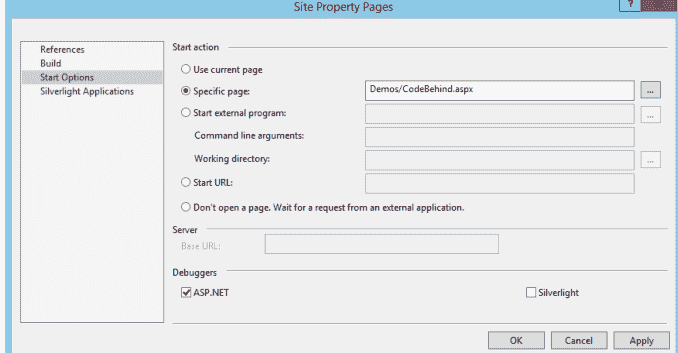 Site Property Pages
?
References
Build
Start Options
Silverlight Applications
Start action
Use current page
Specific page: Demos/CodeBehind.aspx ...
Start external program: ...
Command line arguments:
Working directory: ...
Start URL:
Don't open a page. Wait for a request from an external application.
Server
Base URL:
Debuggers
ASP.NET Silverlight
OK Cancel Apply